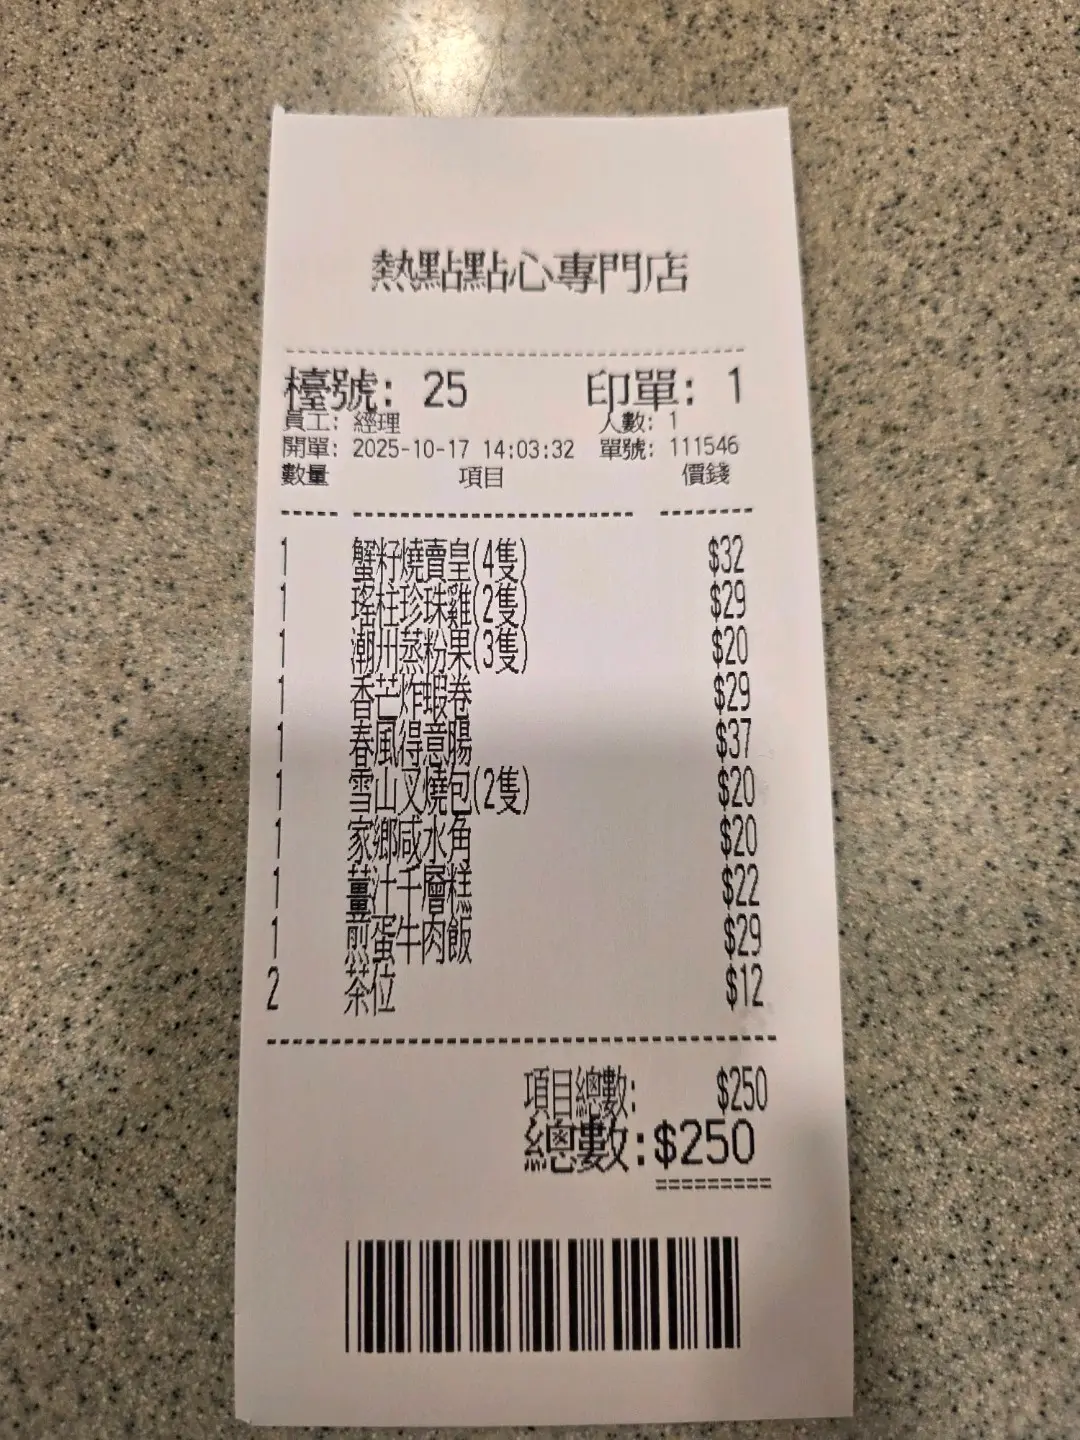 熱點點心專門店
檯號: 25 印單: 1
員工: 經理 人數: 1
開單: 2025-10-17 14:03:32 單號: 111546
數量 項目 價錢
1 蟹籽燒賣皇(4隻) $32
1 瑤柱珍珠雞(2隻) $29
1 潮州蒸粉果(3隻) $20
1 香芒炸蝦卷 $29
1 春風得意腸 $37
1 雪山叉燒包(2隻) $20
1 家鄉咸水角 $20
1 薑汁千層糕 $22
1 煎蛋牛肉飯 $29
2 茶位 $12
項目總數: $250
總數:$250
=========